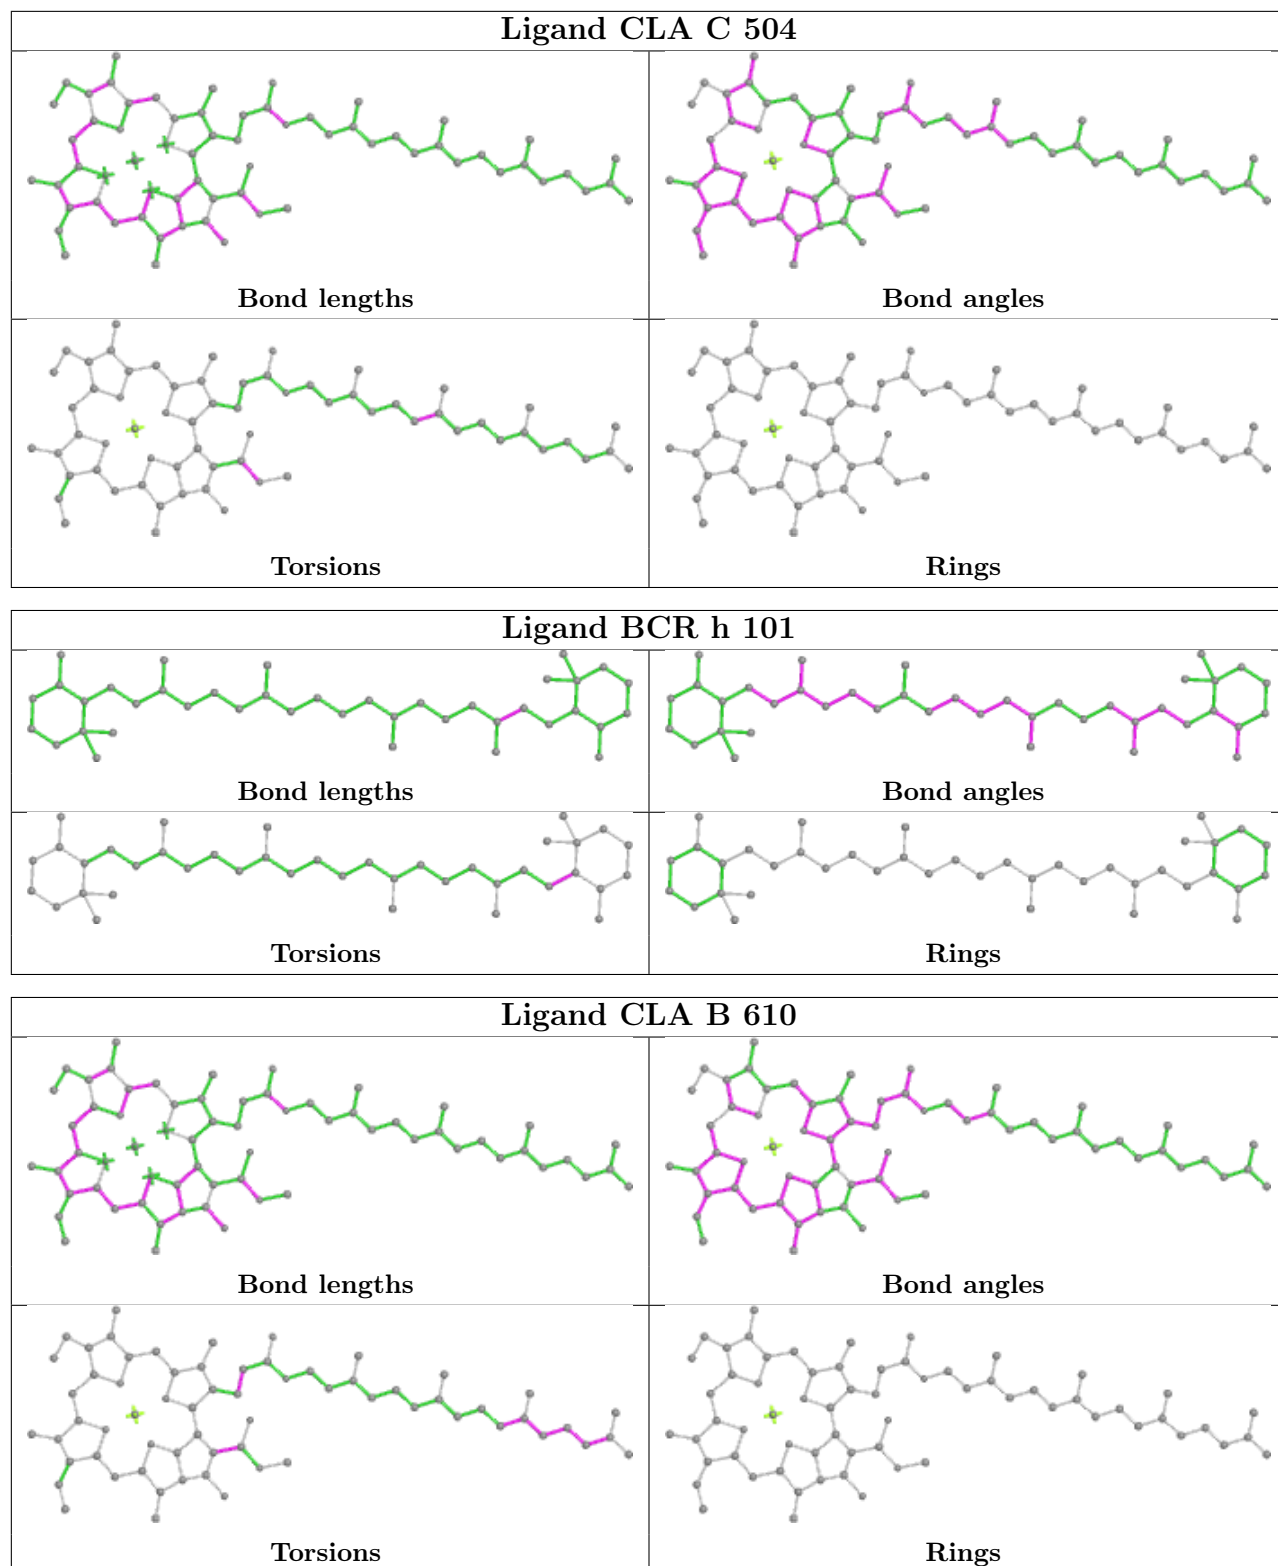 Ligand CLA C 504
Bond lengths
Bond angles
Torsions
Rings
Ligand BCR h 101
Bond lengths
Bond angles
Torsions
Rings
Ligand CLA B 610
Bond lengths
Bond angles
Torsions
Rings